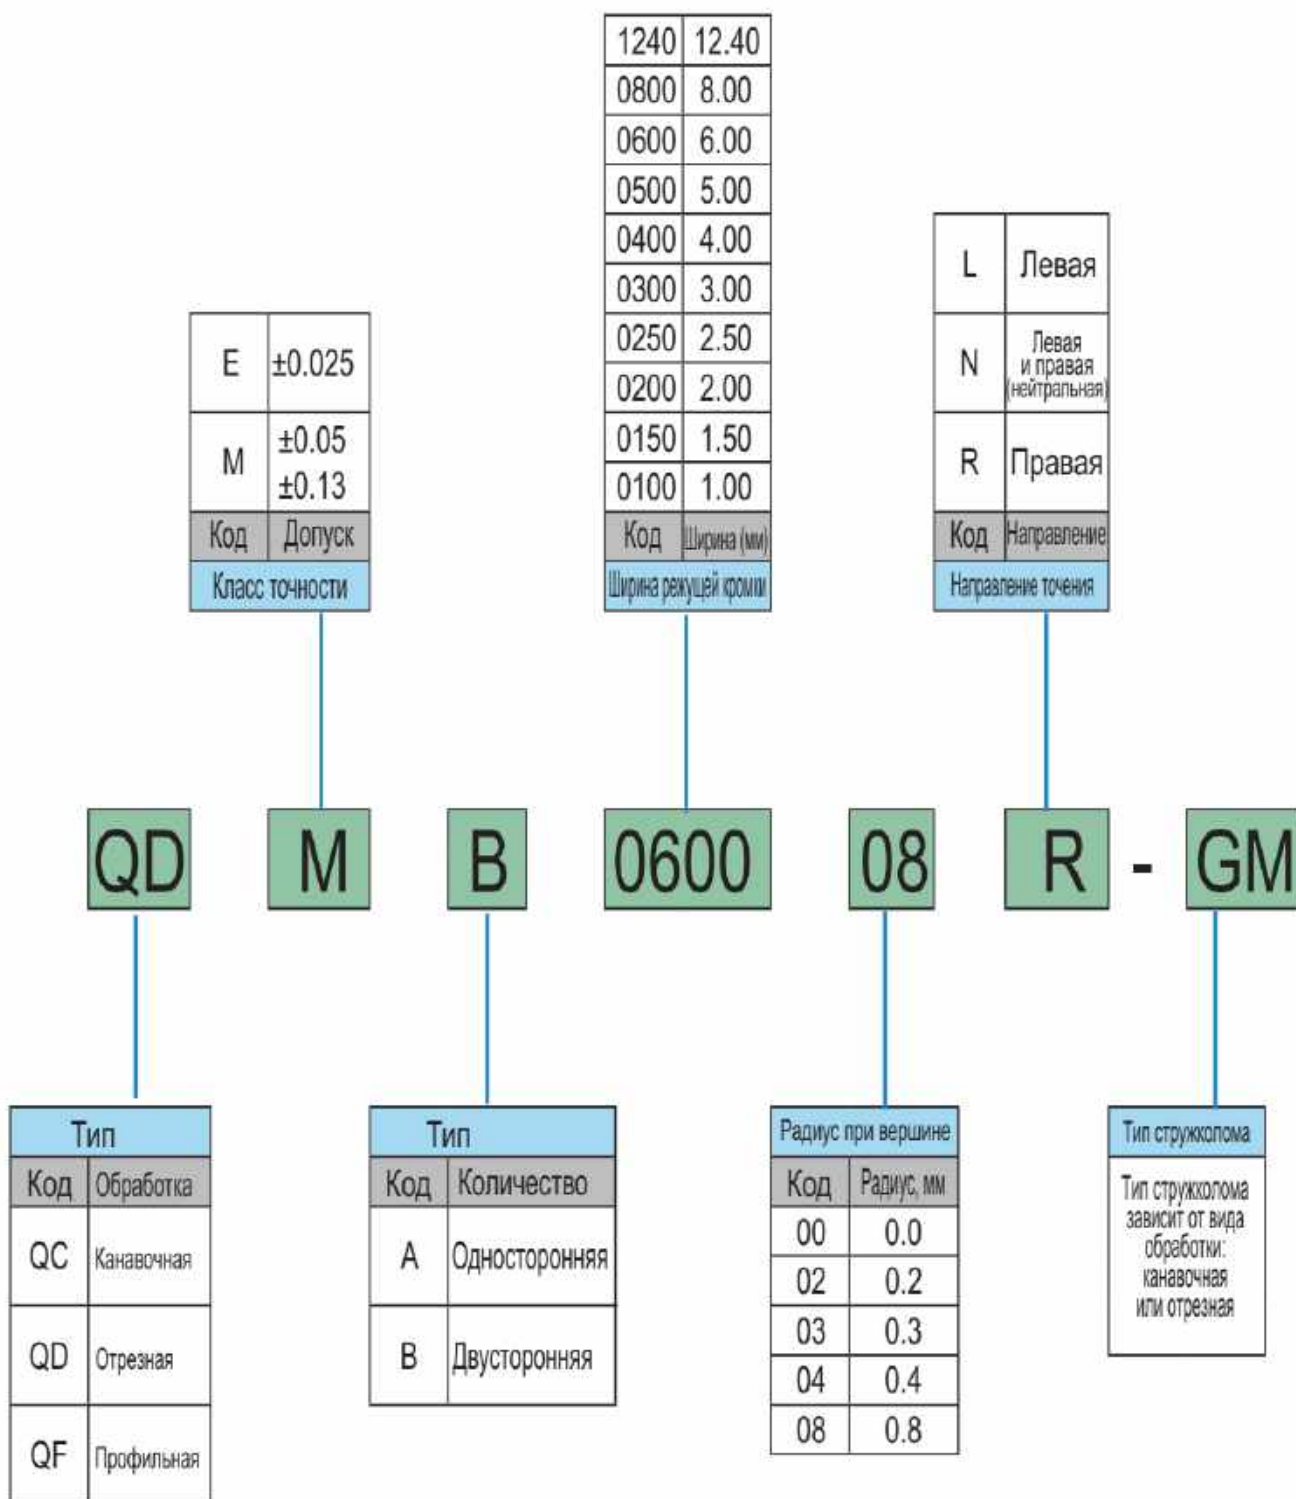 1240 12.40
0800 8.00
0600 6.00
0500 5.00
0400 4.00
0300 3.00
0250 2.50
0200 2.00
0150 1.50
0100 1.00
Код Ширина (мм)
Ширина режущей кромки
E ±0.025
M ±0.05
±0.13
Код Допуск
Класс точности
L Левая
N Левая
и правая
(нейтральная)
R Правая
Код Направление
Направление точения
QD M B 0600 08 R - GM
Тип
Код Обработка
QC Канавочная
QD Отрезная
QF Профильная
Тип
Код Количество
A Односторонняя
B Двусторонняя
Радиус при вершине
Код Радиус, мм
00 0.0
02 0.2
03 0.3
04 0.4
08 0.8
Тип стружколома
Тип стружколома
зависит от вида
обработки:
канавочная
или отрезная